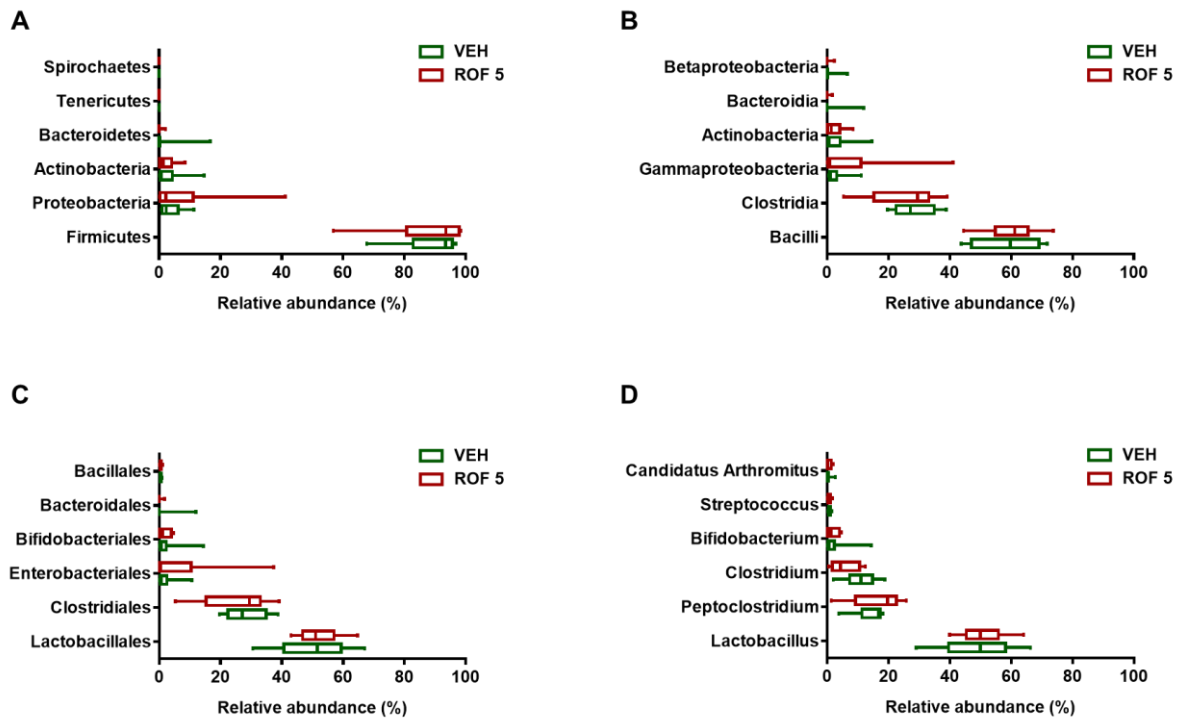 A
VEH
ROF 5
Spirochaetes
Tenericutes
Bacteroidetes
Actinobacteria
Proteobacteria
Firmicutes
0 20 40 60 80 100
Relative abundance (%)
B
VEH
ROF 5
Betaproteobacteria
Bacteroidia
Actinobacteria
Gammaproteobacteria
Clostridia
Bacilli
0 20 40 60 80 100
Relative abundance (%)
C
VEH
ROF 5
Bacillales
Bacteroidales
Bifidobacteriales
Enterobacteriales
Clostridiales
Lactobacillales
0 20 40 60 80 100
Relative abundance (%)
D
VEH
ROF 5
Candidatus Arthromitus
Streptococcus
Bifidobacterium
Clostridium
Peptoclostridium
Lactobacillus
0 20 40 60 80 100
Relative abundance (%)